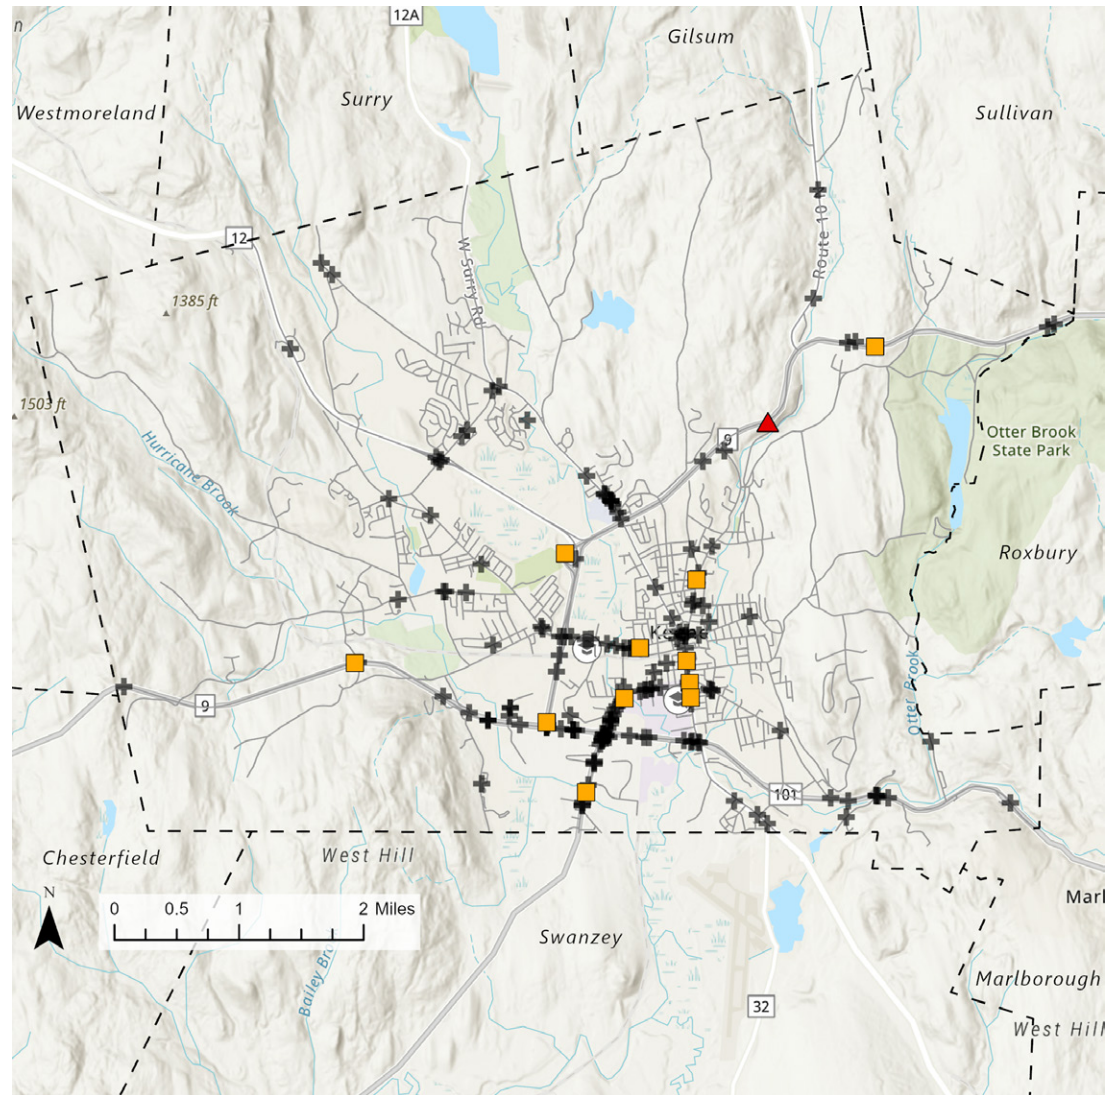 12A
n
Gilsum
Surry
Westmoreland
Sullivan
12
W Surry Rd
Route 10
1385 ft
1503 ft
9
Otter Brook
State Park
Hurricane Brook
Roxbury
9
Otter Brook
101
Chesterfield
West Hill
N
0 0.5 1 2 Miles
Swanzey
Bailey
Marl
Marlborough
32
West Hill